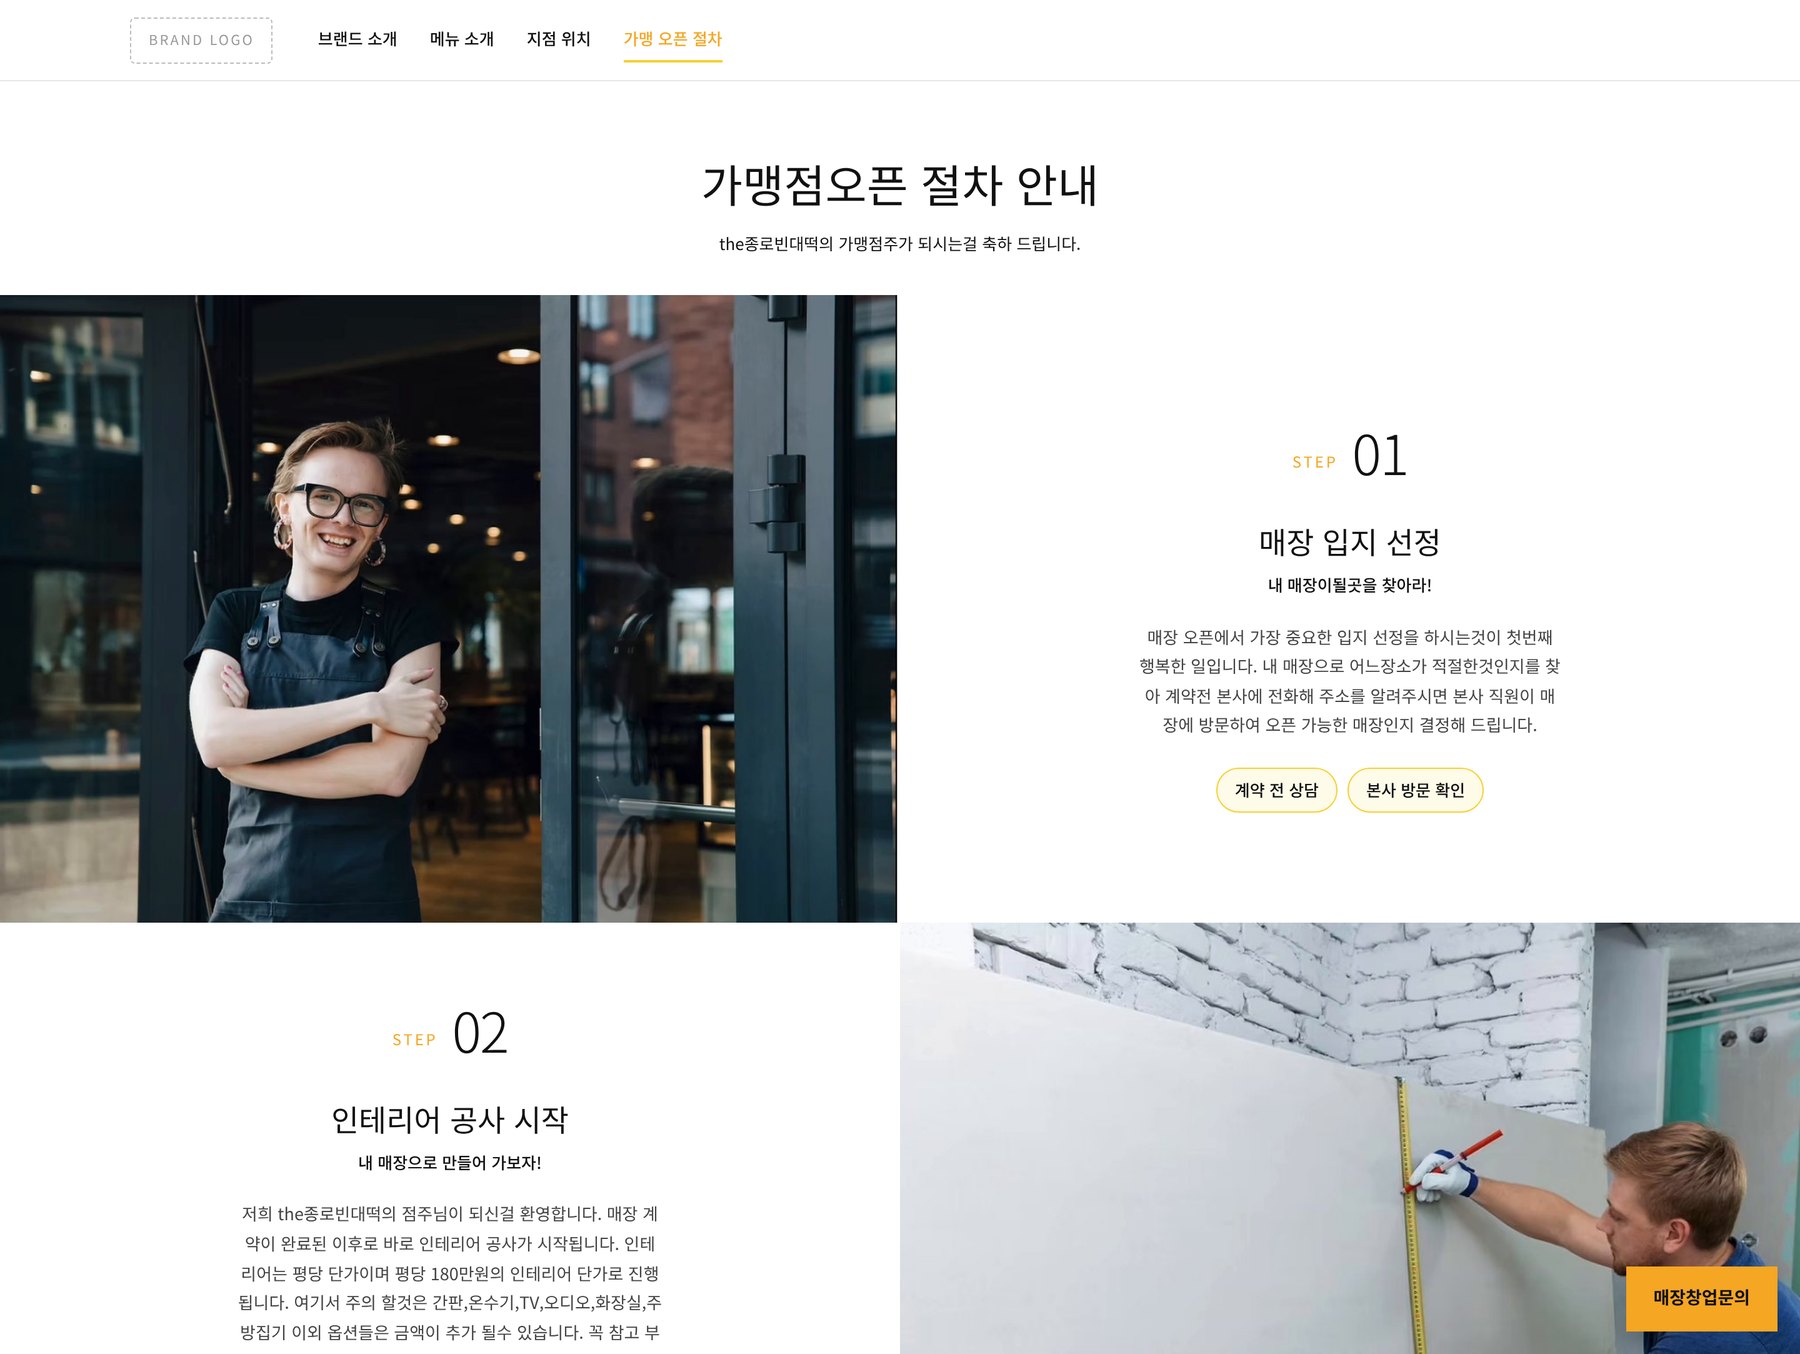 BRAND LOGO
브랜드 소개
메뉴 소개
지점 위치
가맹 오픈 절차
가맹점오픈 절차 안내
the종로빈대떡의 가맹점주가 되시는걸 축하 드립니다.
STEP 01
매장 입지 선정
내 매장이될곳을 찾아라!
매장 오픈에서 가장 중요한 입지 선정을 하시는것이 첫번째
행복한 일입니다. 내 매장으로 어느장소가 적절한것인지를 찾
아 계약전 본사에 전화해 주소를 알려주시면 본사 직원이 매
장에 방문하여 오픈 가능한 매장인지 결정해 드립니다.
계약 전 상담
본사 방문 확인
STEP 02
인테리어 공사 시작
내 매장으로 만들어 가보자!
저희 the종로빈대떡의 점주님이 되신걸 환영합니다. 매장 계
약이 완료된 이후로 바로 인테리어 공사가 시작됩니다. 인테
리어는 평당 단가이며 평당 180만원의 인테리어 단가로 진행
됩니다. 여기서 주의 할것은 간판,온수기,TV,오디오,화장실,주
방집기 이외 옵션들은 금액이 추가 될수 있습니다. 꼭 참고 부
매장창업문의